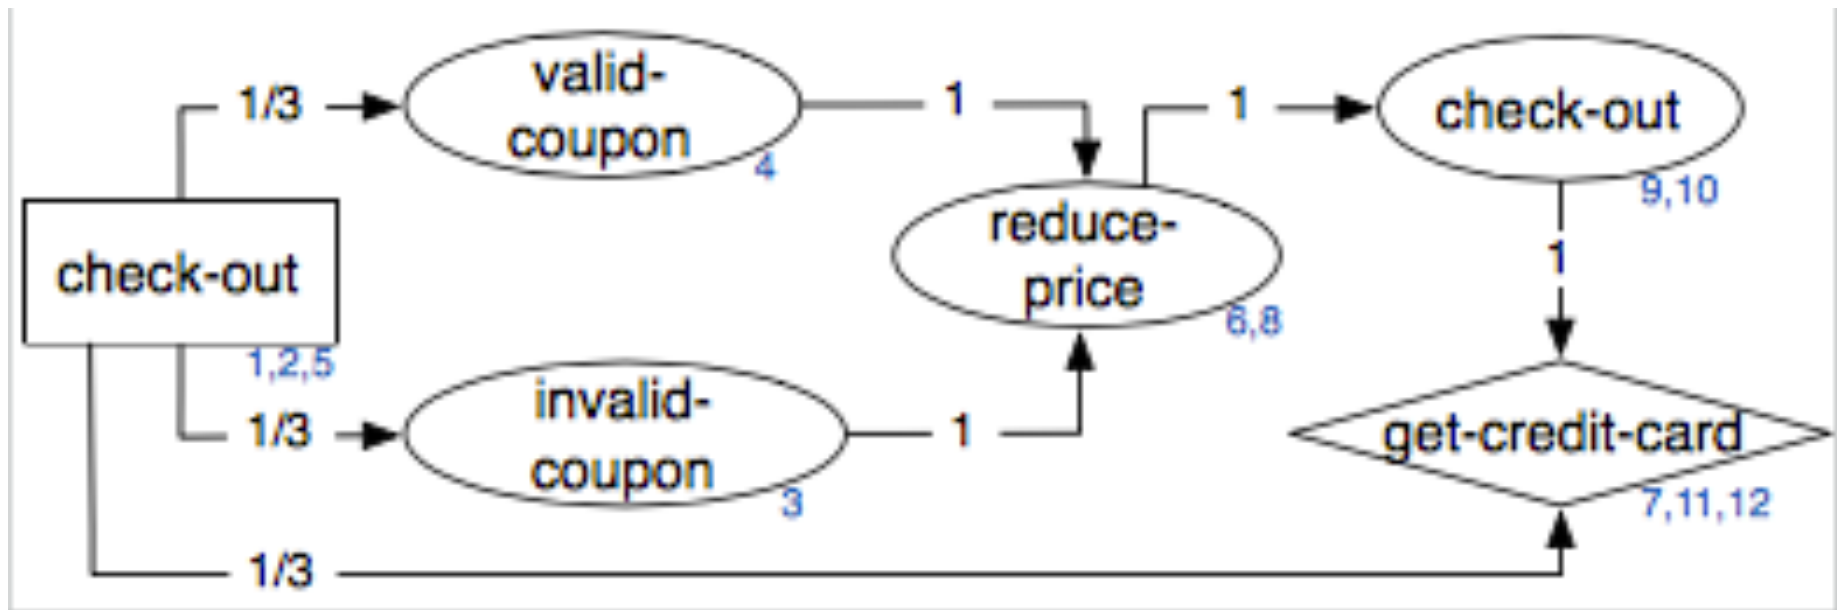 valid-
coupon
4
1/3
1
1
check-out
9,10
check-out
1,2,5
reduce-
price
6,8
1
1/3
invalid-
coupon
3
1
get-credit-card
7,11,12
1/3